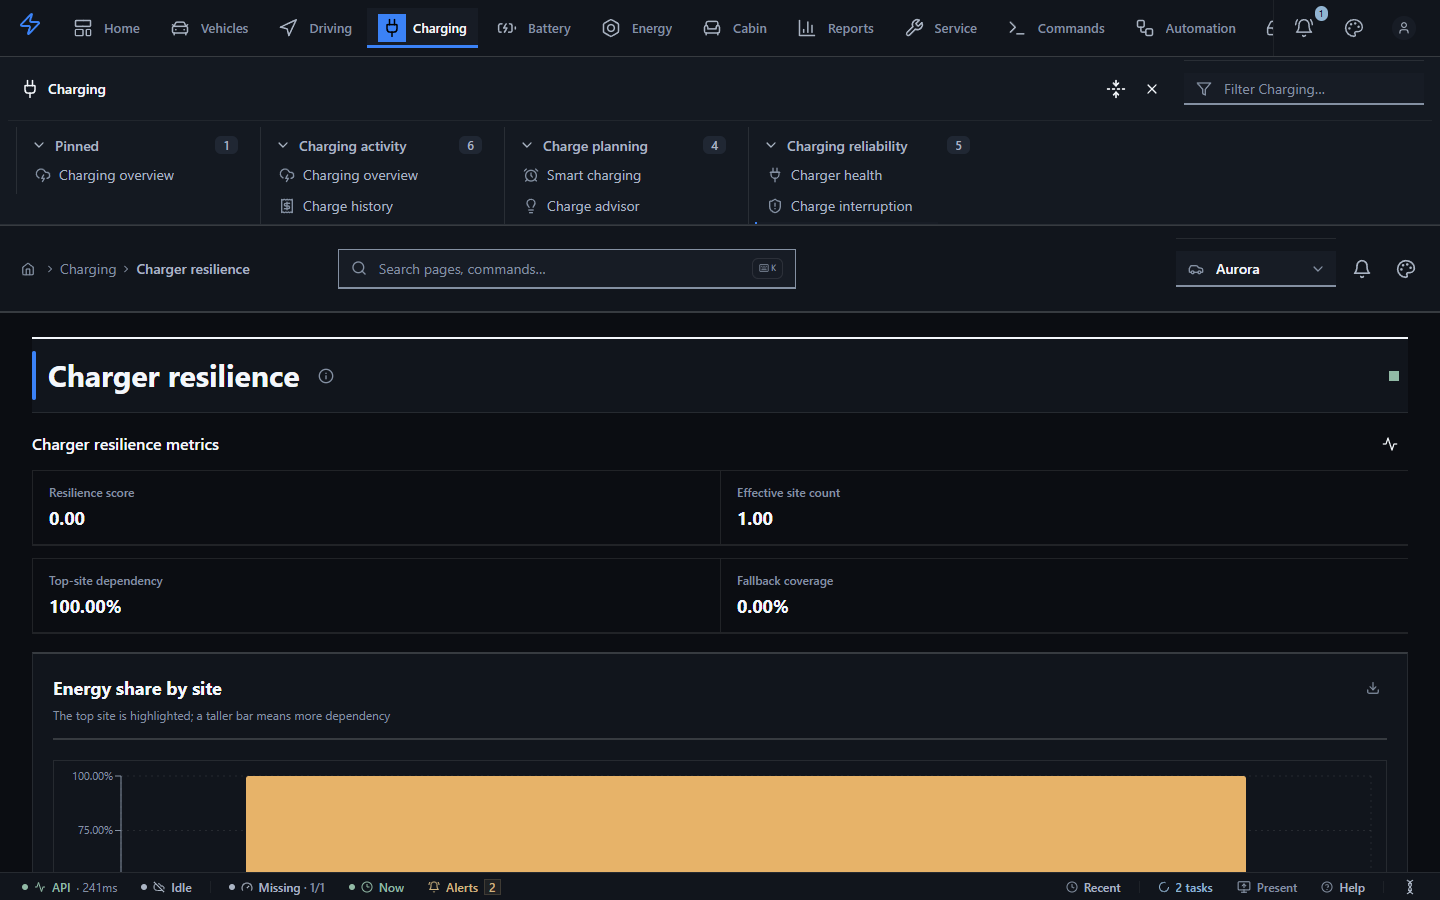 Home Vehicles Driving Charging Battery Energy Cabin Reports Service Commands Automation 1
Charging Filter Charging...
Pinned 1 Charging activity 6 Charge planning 4 Charging reliability 5
Charging overview Charging overview Smart charging Charger health
Charge history Charge advisor Charge interruption
Charging Charger resilience Search pages, commands... K Aurora
Charger resilience
Charger resilience metrics
Resilience score Effective site count
0.00 1.00
Top-site dependency Fallback coverage
100.00% 0.00%
Energy share by site
The top site is highlighted; a taller bar means more dependency
100.00%
75.00%
API · 241ms Idle Missing · 1/1 Now Alerts 2 Recent 2 tasks Present Help